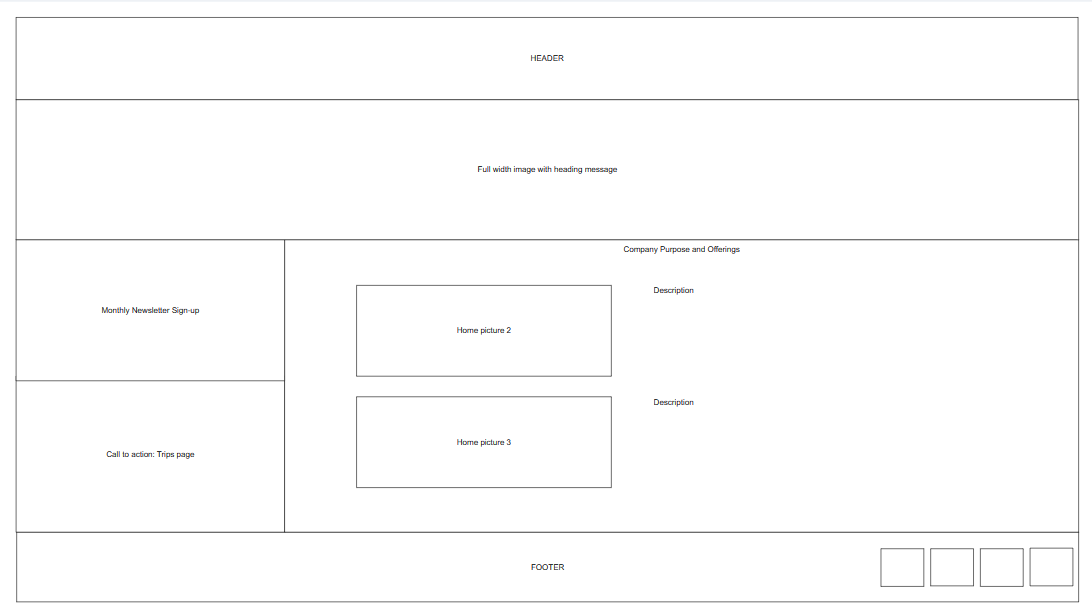 HEADER
Full width image with heading message
Monthly Newsletter Sign-up
Call to action: Trips page
Company Purpose and Offerings
Home picture 2
Description
Home picture 3
Description
FOOTER